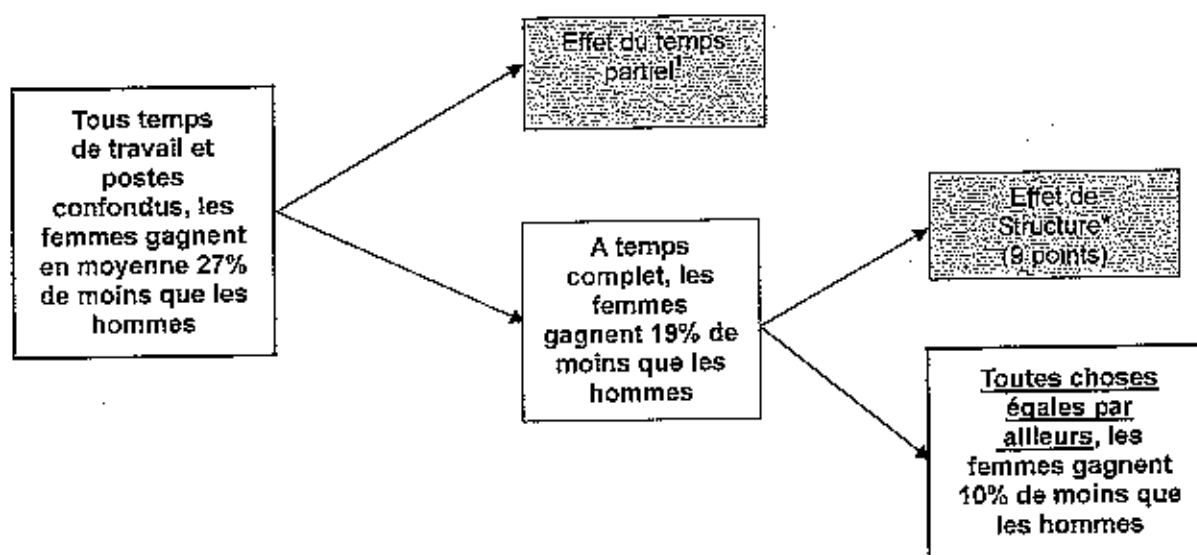 Tous temps
de travail et
postes
confondus, les
femmes gagnent
en moyenne 27%
de moins que les
hommes
Effet du temps
partiel¹
A temps
complet, les
femmes
gagnent 19% de
moins que les
hommes
Effet de
Structure*
(9 points)
Toutes choses
égales par
ailleurs, les
femmes gagnent
10% de moins que
les hommes